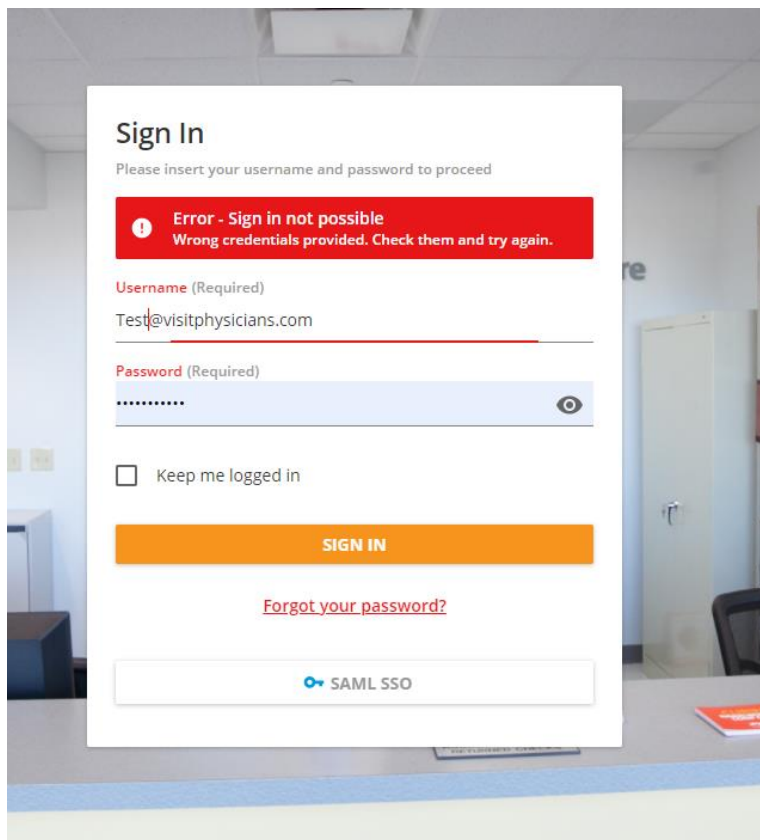 Sign In
Please insert your username and password to proceed
Error - Sign in not possible
Wrong credentials provided. Check them and try again.
Username (Required)
re
Test@visitphysicians.com
Password (Required)
•••••••••••
Keep me logged in
SIGN IN
Forgot your password?
SAML SSO